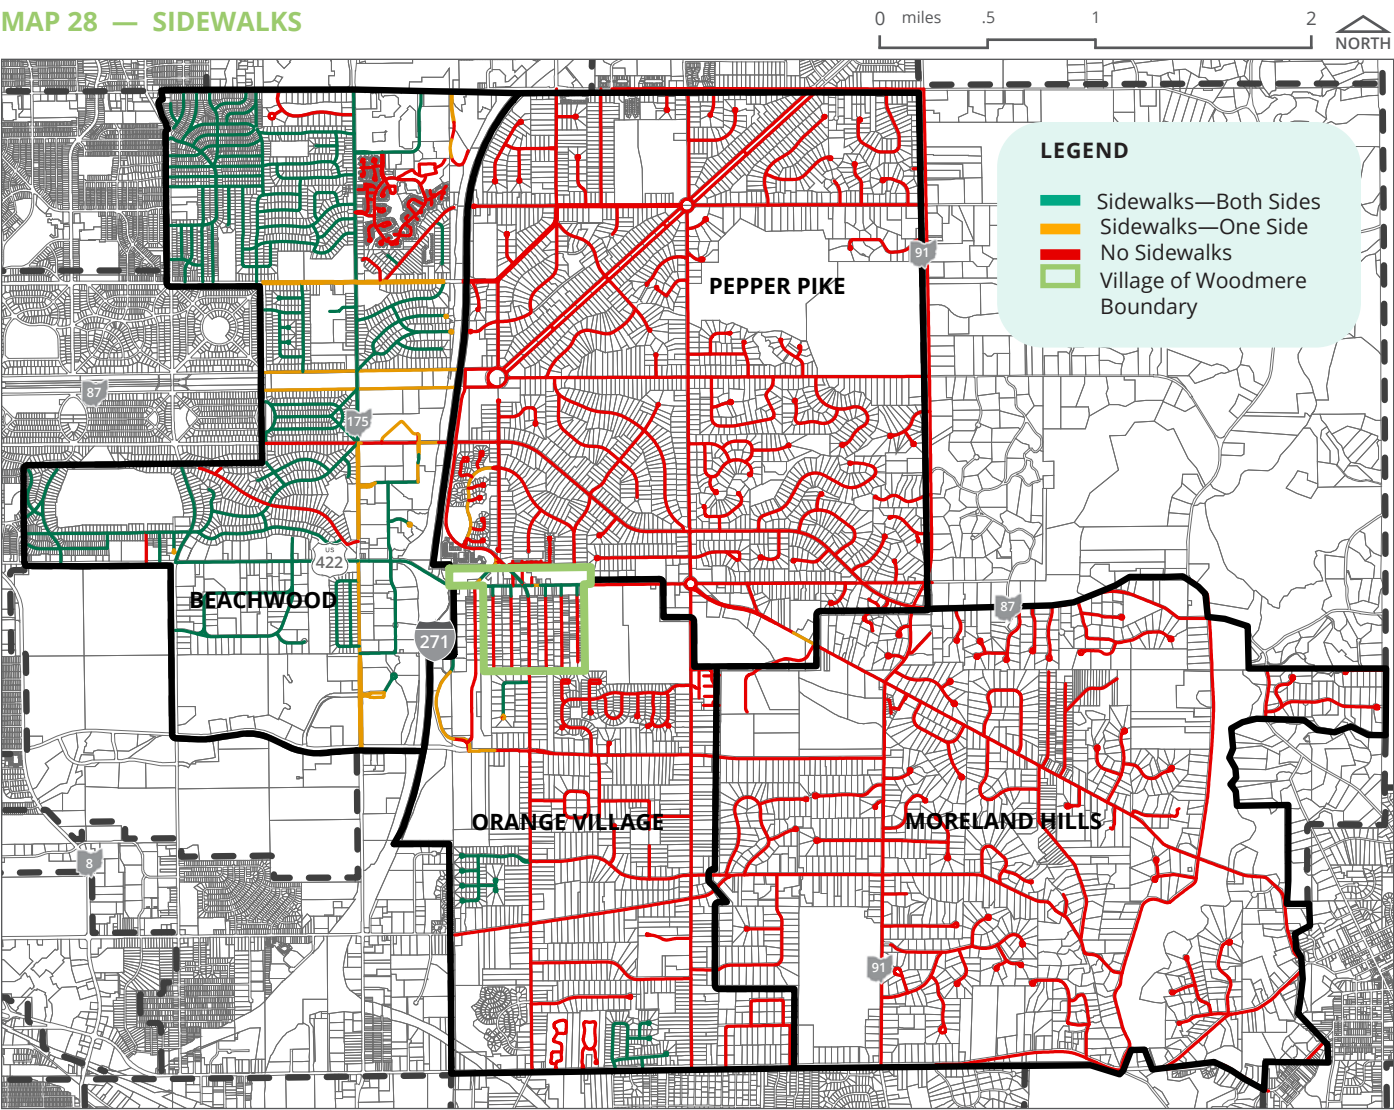 MAP 28 — SIDEWALKS
0 miles .5 1 2
NORTH
LEGEND
Sidewalks—Both Sides
Sidewalks—One Side
No Sidewalks
Village of Woodmere
Boundary
91
PEPPER PIKE
87
175
US
422
BEACHWOOD
87
271
ORANGE VILLAGE
MORELAND HILLS
8
91